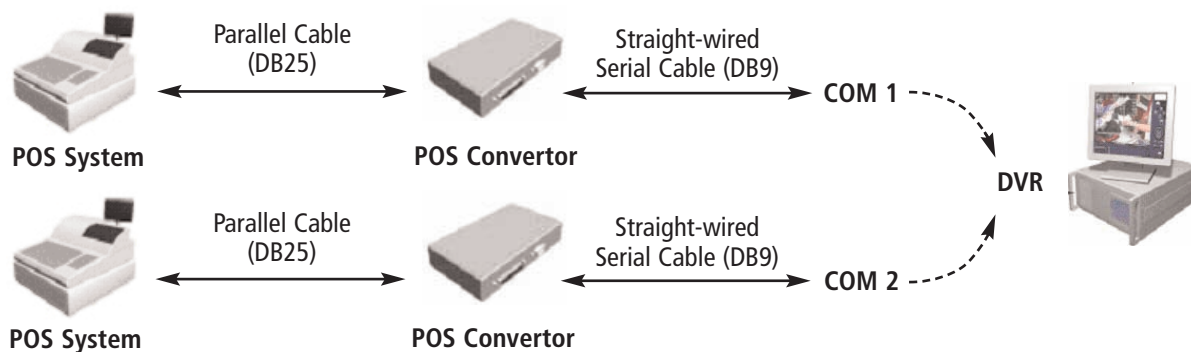 Parallel Cable
(DB25)
Straight-wired
Serial Cable (DB9)
COM 1
POS System
POS Convertor
DVR
Parallel Cable
(DB25)
Straight-wired
Serial Cable (DB9)
COM 2
POS System
POS Convertor